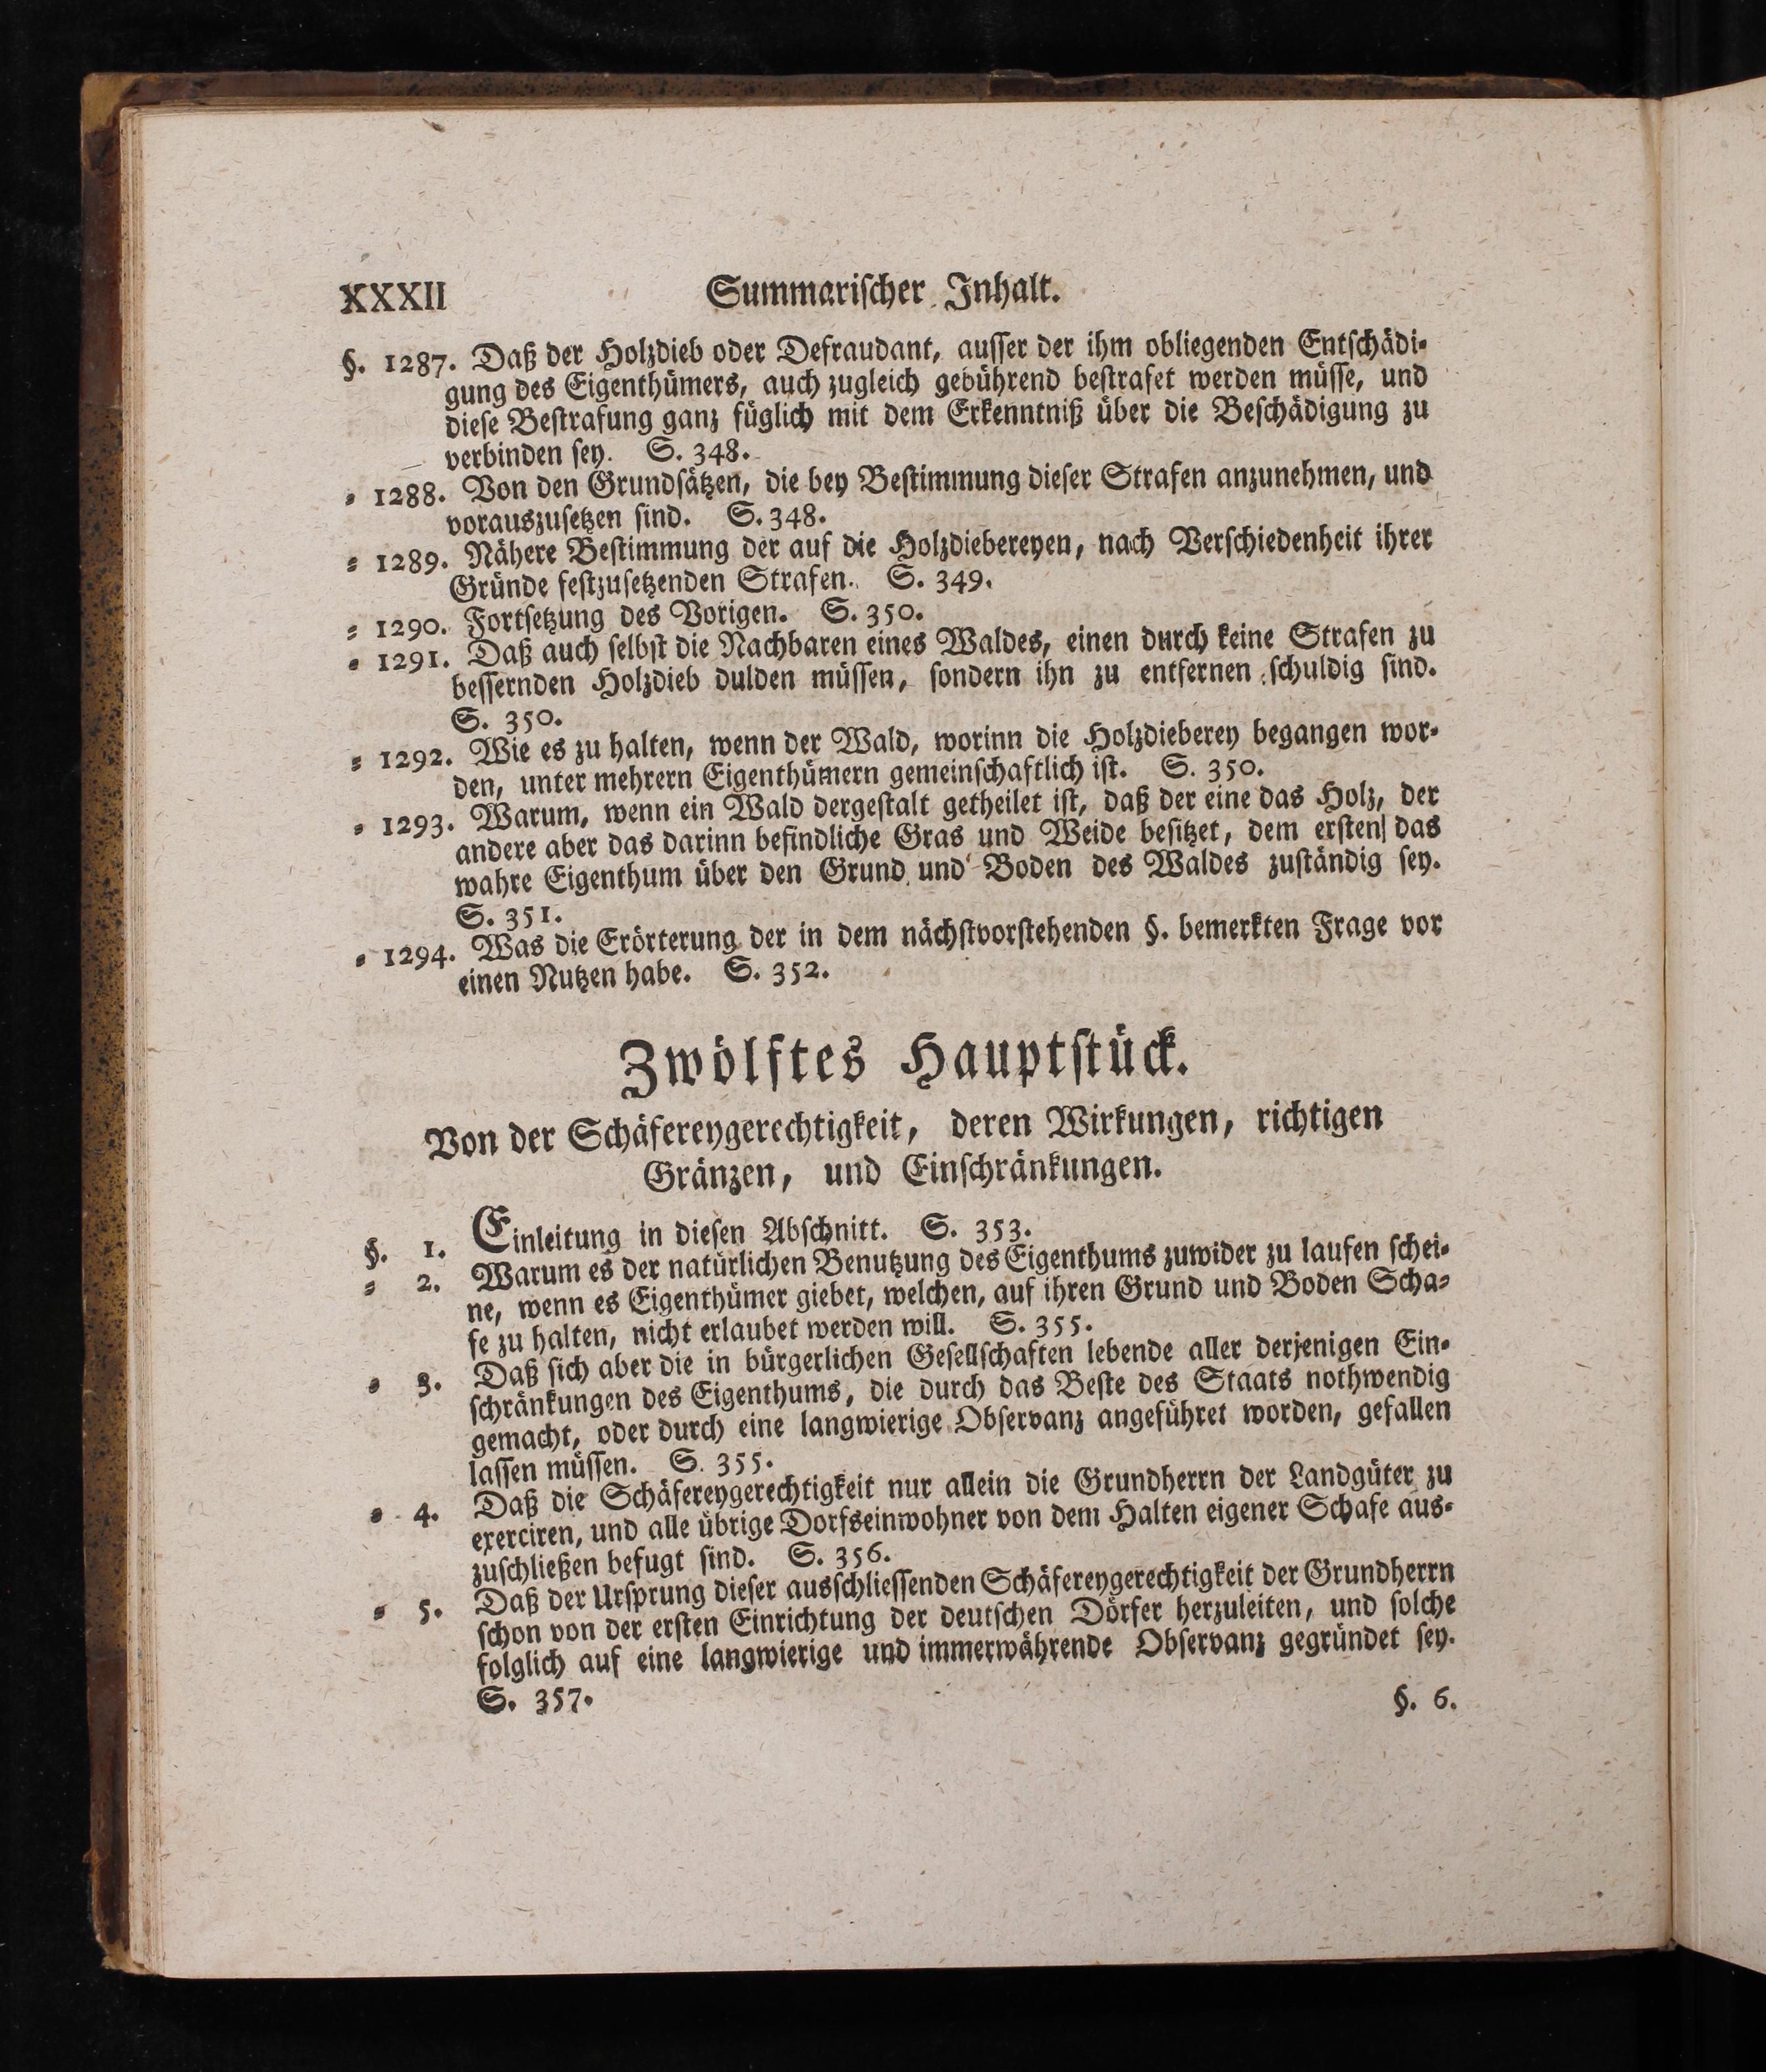 XXXII Summariſcher Inhalt.
§. 1287. Daß der Holzdieb oder Defraudant, auſſer der ihm obliegenden Entſchädi⸗
gung des Eigenthümers, auch zugleich gebührend beſtrafet werden müſſe, und
dieſe Beſtrafung ganz füglich mit dem Erkenntniß über die Beſchädigung zu
verbinden ſey. S. 348.
⸗ 1288. Von den Grundſätzen, die bey Beſtimmung dieſer Strafen anzunehmen, und
vorauszuſetzen ſind. S. 348.
⸗ 1289. Nähere Beſtimmung der auf die Holzdiebereyen, nach Verſchiedenheit ihrer
Gründe feſtzuſetzenden Strafen. S. 349.
⸗ 1290. Fortſetzung des Vorigen. S. 350.
⸗ 1291. Daß auch ſelbſt die Nachbaren eines Waldes, einen durch keine Strafen zu
beſſernden Holzdieb dulden müſſen, ſondern ihn zu entfernen ſchuldig ſind.
S. 350.
⸗ 1292. Wie es zu halten, wenn der Wald, worinn die Holzdieberey begangen wor⸗
den, unter mehrern Eigenthümern gemeinſchaftlich iſt. S. 350.
⸗ 1293. Warum, wenn ein Wald dergeſtalt getheilet iſt, daß der eine das Holz, der
andere aber das darinn befindliche Gras und Weide beſitzet, dem erſten das
wahre Eigenthum über den Grund und Boden des Waldes zuſtändig ſey.
S. 351.
⸗ 1294. Was die Erörterung der in dem nächſtvorſtehenden §. bemerkten Frage vor
einen Nutzen habe. S. 352.
Zwölftes Hauptſtück.
Von der Schäfereygerechtigkeit, deren Wirkungen, richtigen
Gränzen, und Einſchränkungen.
§. 1. Einleitung in dieſen Abſchnitt. S. 353.
⸗ 2. Warum es der natürlichen Benutzung des Eigenthums zuwider zu laufen ſchei⸗
ne, wenn es Eigenthümer giebet, welchen, auf ihren Grund und Boden Scha⸗
fe zu halten, nicht erlaubet werden will. S. 355.
⸗ 3. Daß ſich aber die in bürgerlichen Geſellſchaften lebende aller derjenigen Ein⸗
ſchränkungen des Eigenthums, die durch das Beſte des Staats nothwendig
gemacht, oder durch eine langwierige Obſervanz angeführet worden, gefallen
laſſen müſſen. S. 355.
⸗ 4. Daß die Schäfereygerechtigkeit nur allein die Grundherrn der Landgüter zu
exerciren, und alle übrige Dorfseinwohner von dem Halten eigener Schafe aus⸗
zuſchließen befugt ſind. S. 356.
⸗ 5. Daß der Urſprung dieſer ausſchlieſſenden Schäfereygerechtigkeit der Grundherrn
ſchon von der erſten Einrichtung der deutſchen Dörfer herzuleiten, und ſolche
folglich auf eine langwierige und immerwährende Obſervanz gegründet ſey.
S. 357. §. 6.